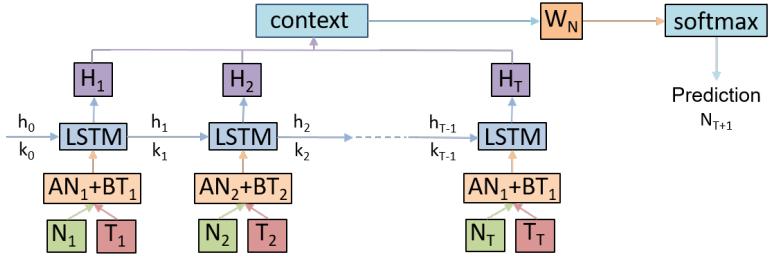 context
W_N
softmax
H_1
H_2
H_T
Prediction
N_{T+1}
h_0
h_1
h_2
h_{T-1}
LSTM
LSTM
LSTM
k_0
k_1
k_2
k_{T-1}
AN_1+BT_1
AN_2+BT_2
AN_1+BT_1
N_1
T_1
N_2
T_2
N_T
T_T